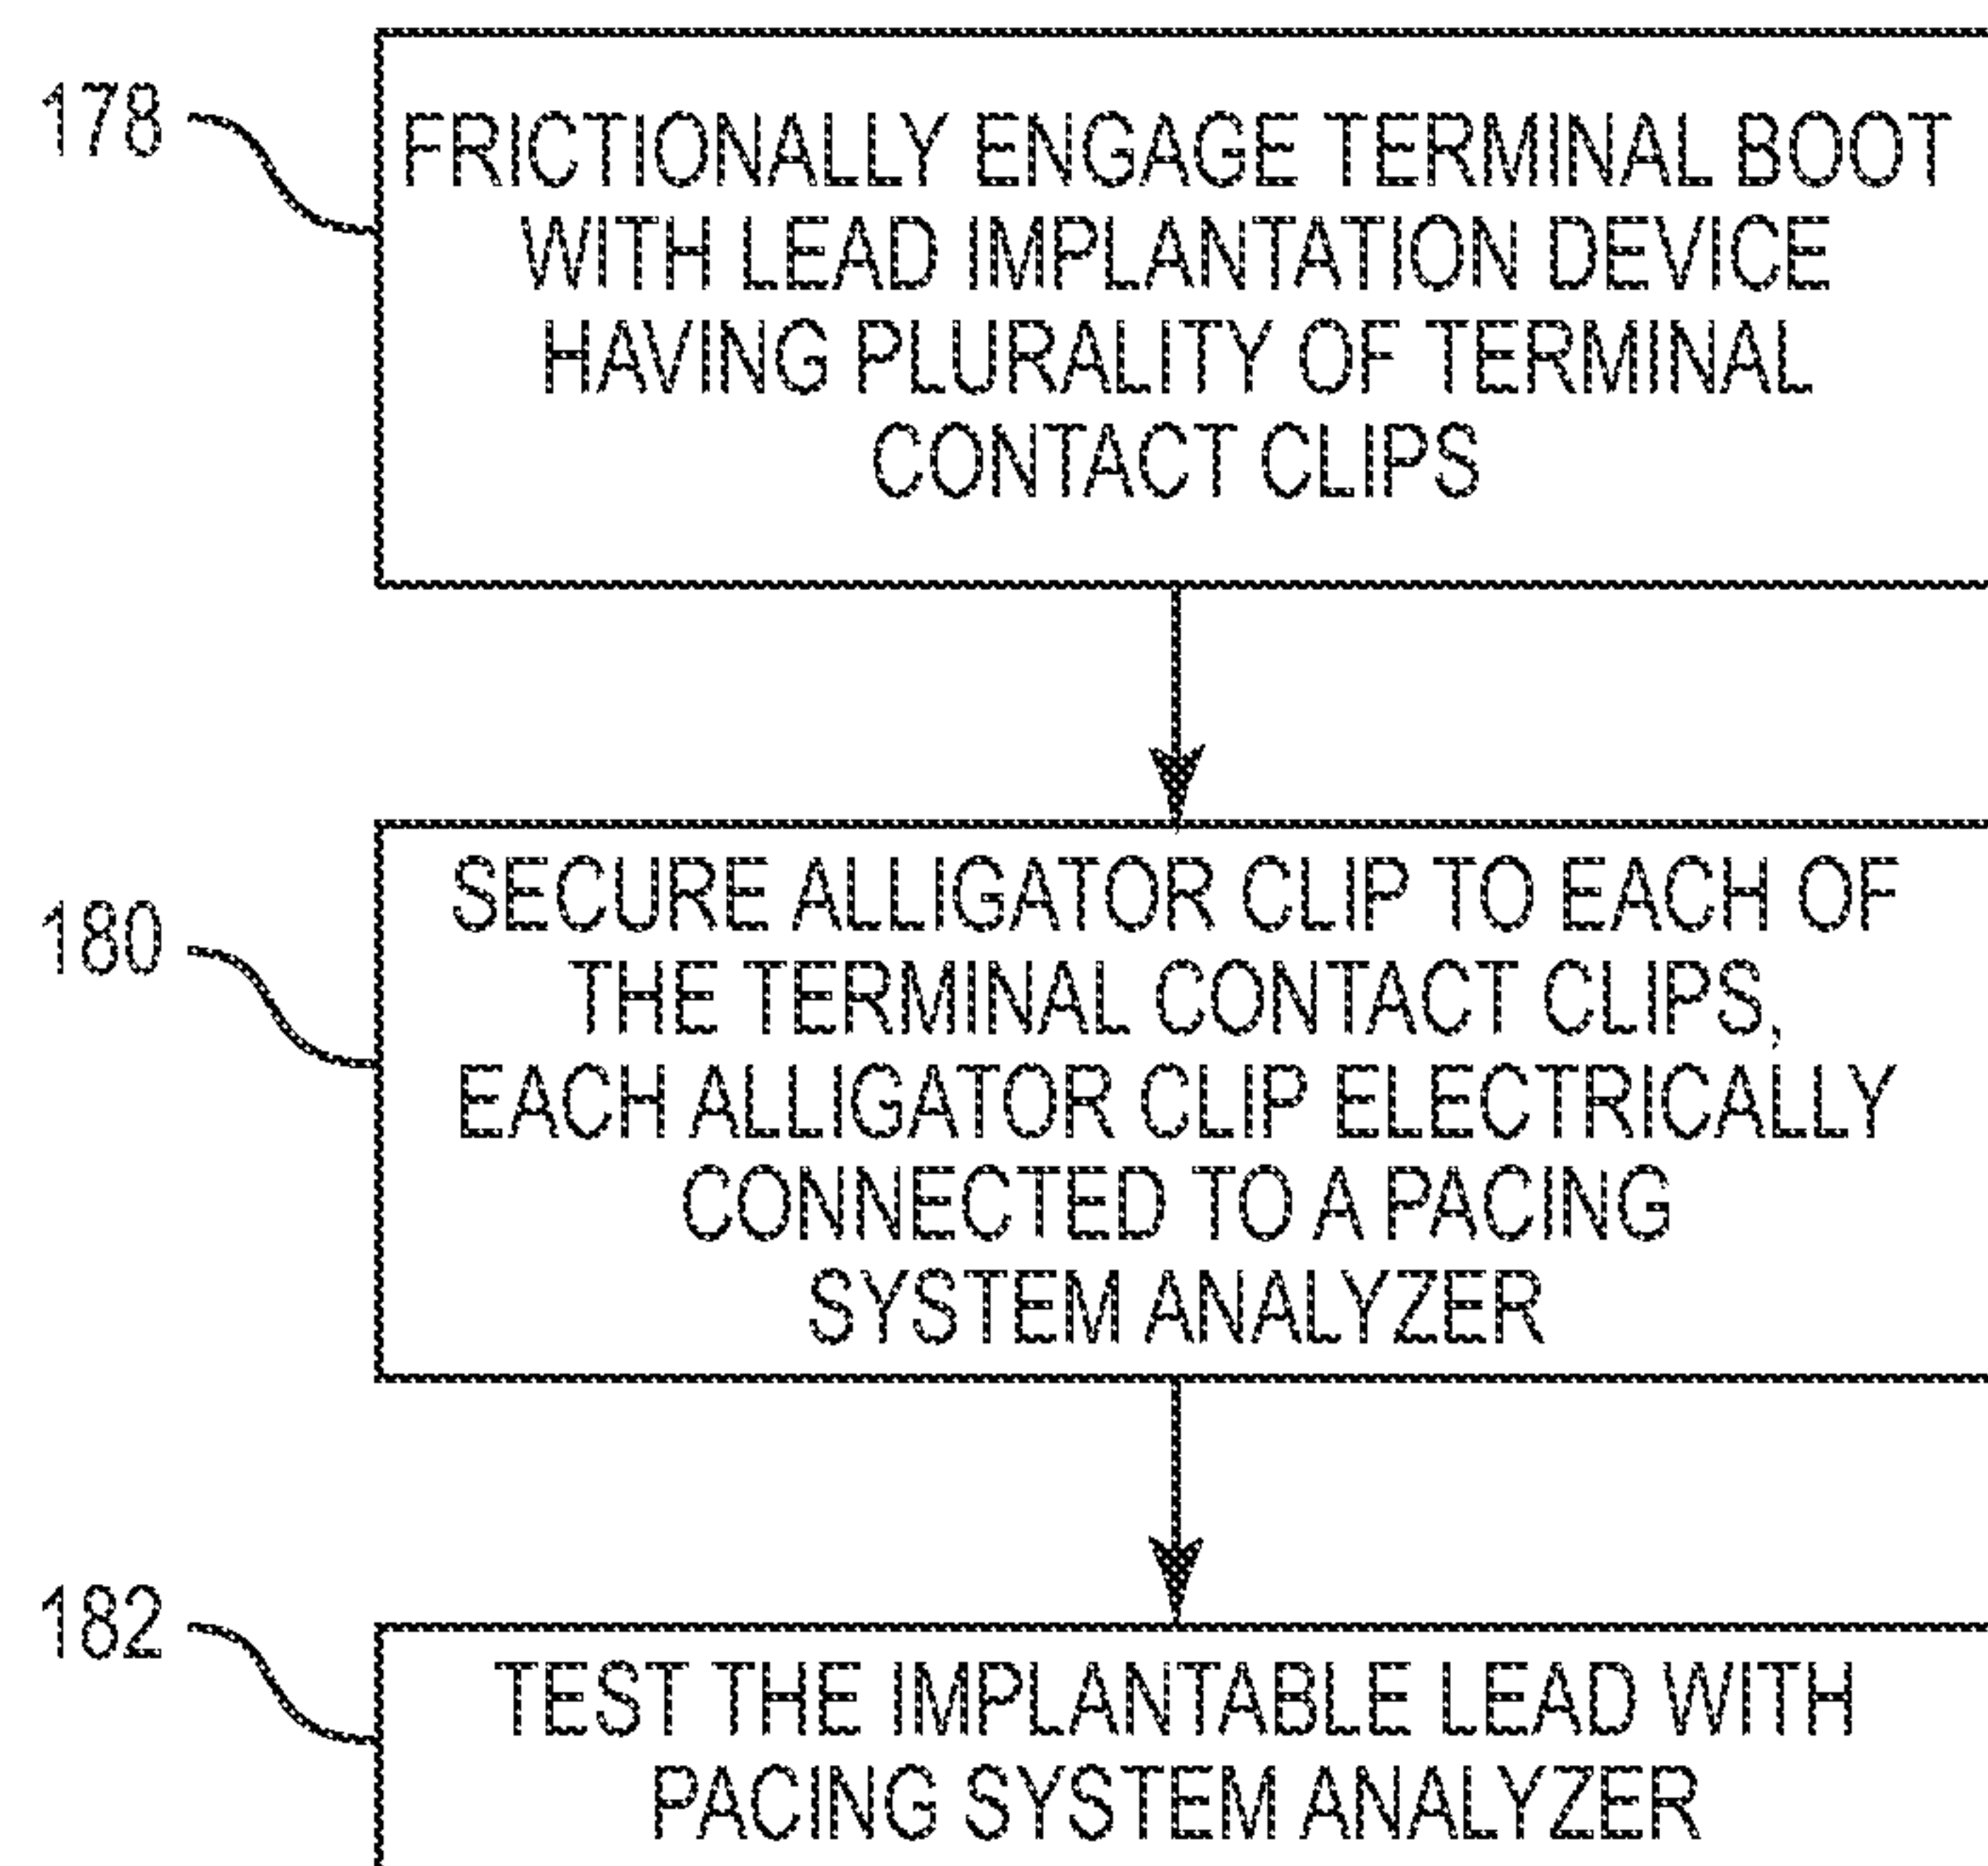 178
FRICTIONALLY ENGAGE TERMINAL BOOT
WITH LEAD IMPLANTATION DEVICE
HAVING PLURALITY OF TERMINAL
CONTACT CLIPS
180
SECURE ALLIGATOR CLIP TO EACH OF
THE TERMINAL CONTACT CLIPS,
EACH ALLIGATOR CLIP ELECTRICALLY
CONNECTED TO A PACING
SYSTEM ANALYZER
182
TEST THE IMPLANTABLE LEAD WITH
PACING SYSTEM ANALYZER